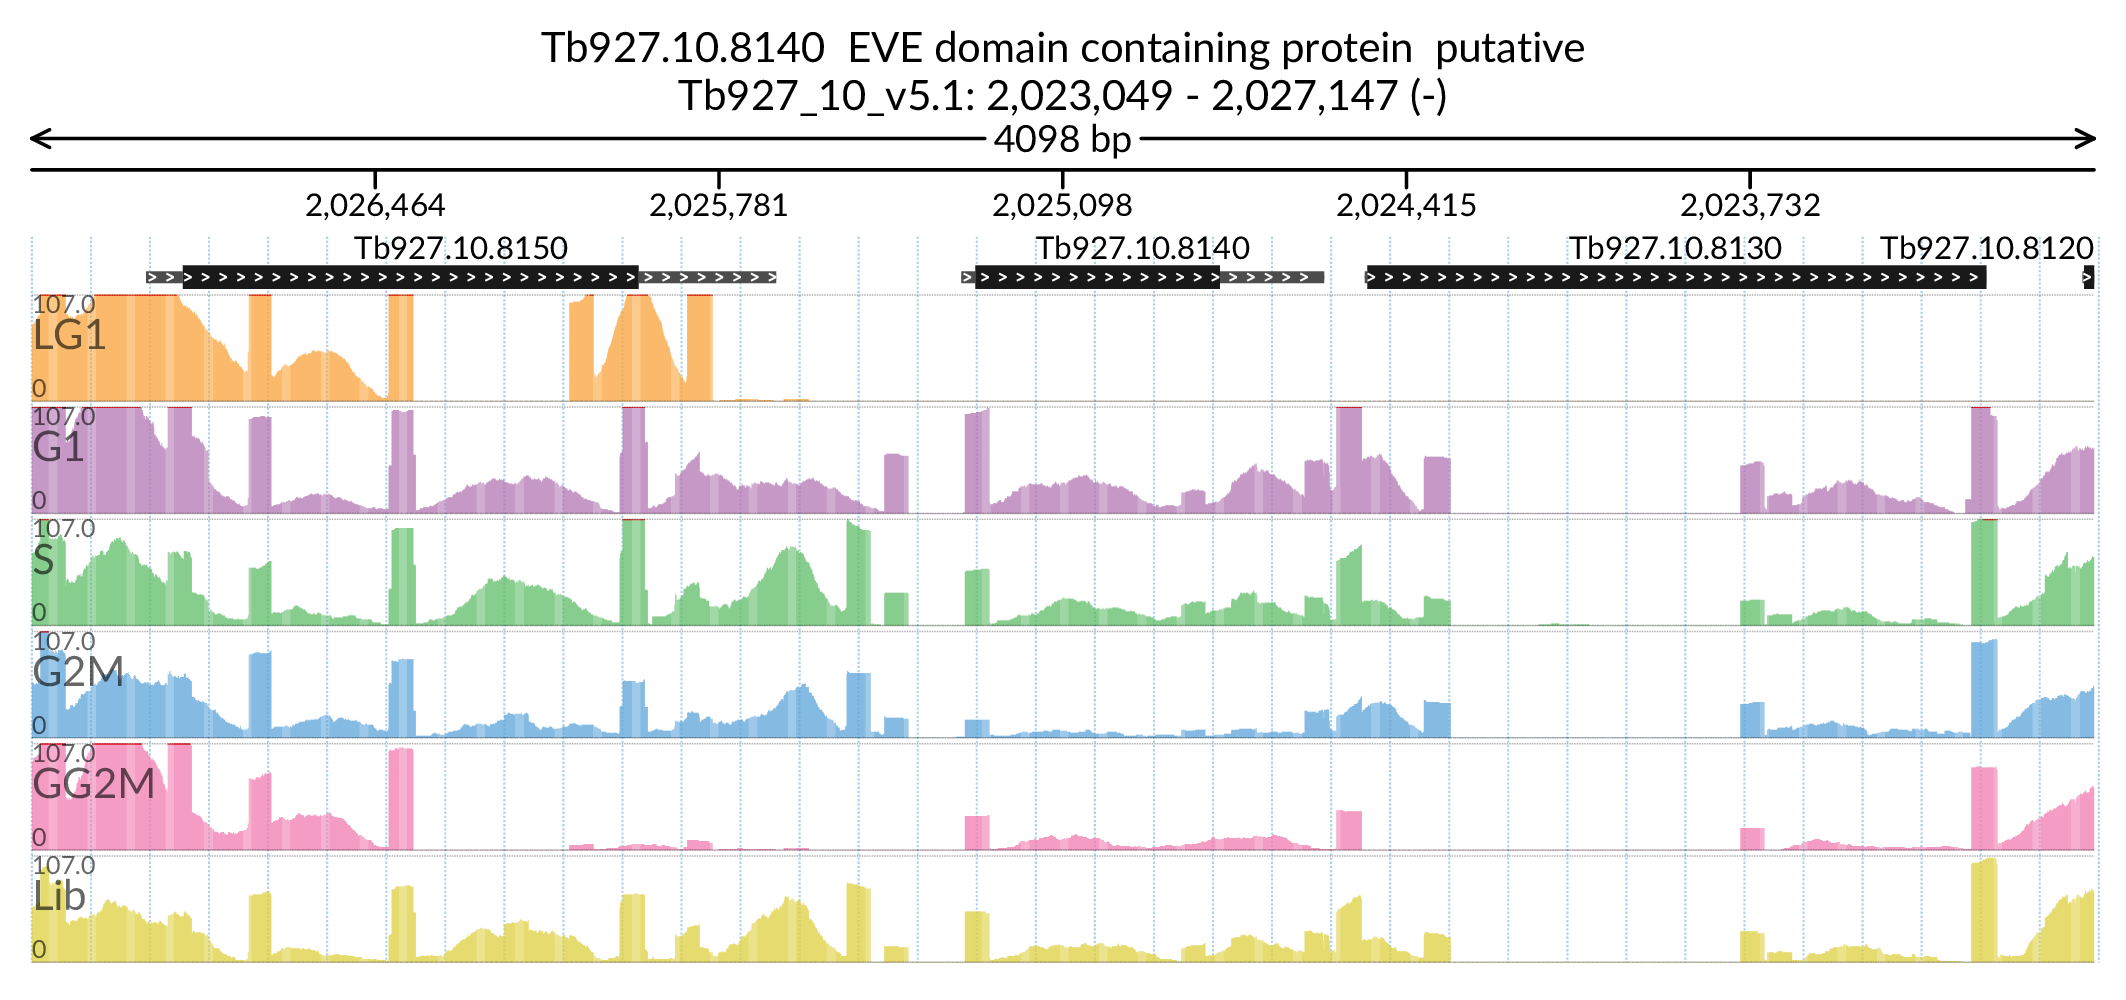 Tb927.10.8140 EVE domain containing protein putative
Tb927_10_v5.1: 2,023,049 - 2,027,147 (-)
4098 bp
2,026,464 2,025,781 2,025,098 2,024,415 2,023,732
Tb927.10.8150 Tb927.10.8140 Tb927.10.8130 Tb927.10.8120
107.0
LG1
0
107.0
G1
0
107.0
S
0
107.0
G2M
0
107.0
GG2M
0
107.0
Lib
0